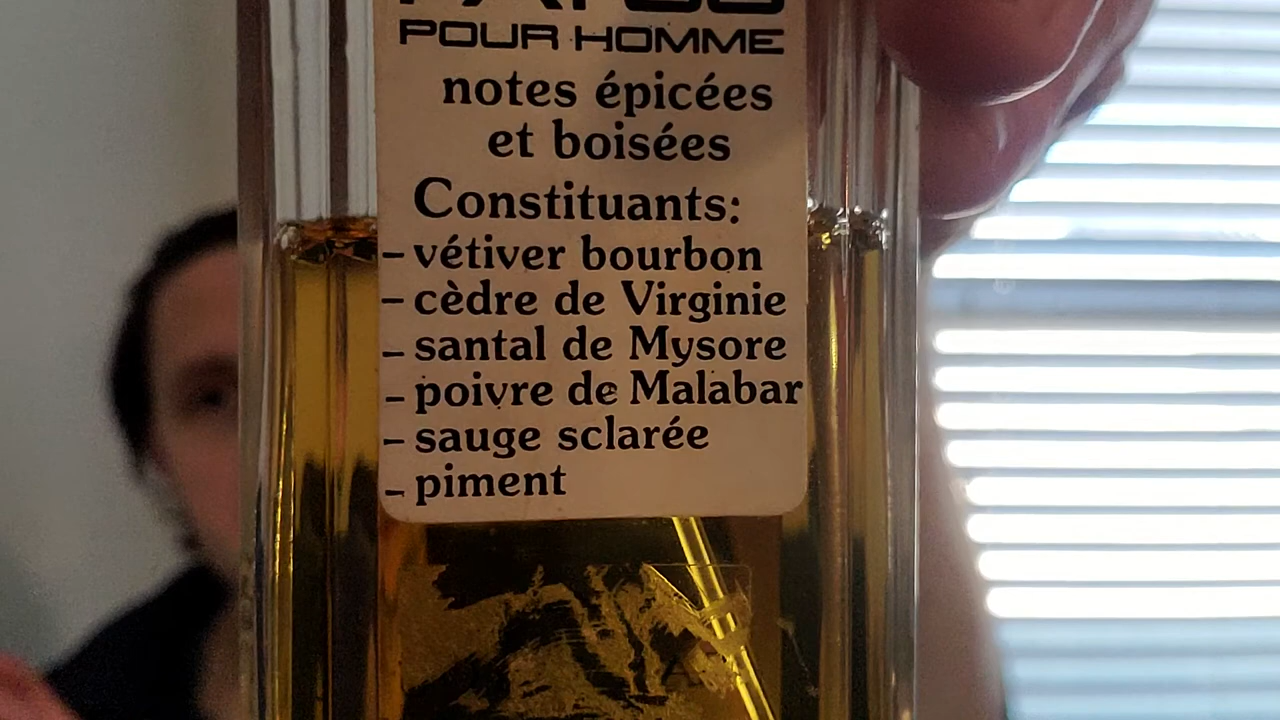 POUR HOMME
notes épicées
et boisées
Constituants:
- vétiver bourbon
- cèdre de Virginie
- santal de Mysore
- poivre de Malabar
- sauge sclarée
- piment